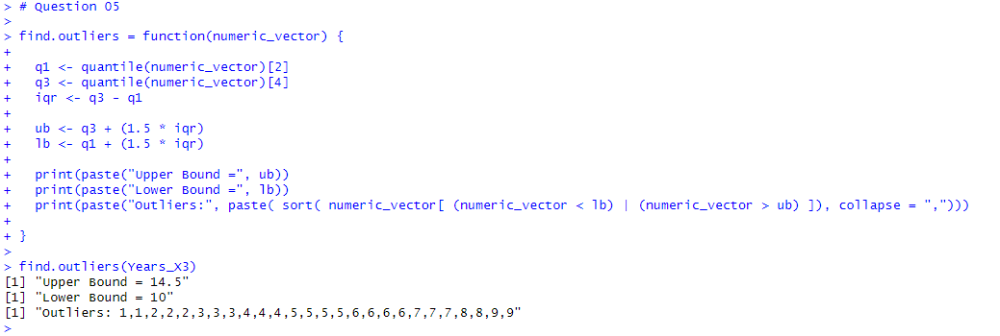 > # Question 05
>
> find.outliers = function(numeric_vector) {
+
+   q1 <- quantile(numeric_vector)[2]
+   q3 <- quantile(numeric_vector)[4]
+   iqr <- q3 - q1
+
+   ub <- q3 + (1.5 * iqr)
+   lb <- q1 + (1.5 * iqr)
+
+   print(paste("Upper Bound =", ub))
+   print(paste("Lower Bound =", lb))
+   print(paste("Outliers:", paste( sort( numeric_vector[ (numeric_vector < lb) | (numeric_vector > ub) ]), collapse = ",")))
+
+ }
>
> find.outliers(Years_X3)
[1] "Upper Bound = 14.5"
[1] "Lower Bound = 10"
[1] "Outliers: 1,1,2,2,2,3,3,3,4,4,4,5,5,5,5,6,6,6,6,7,7,7,8,8,9,9"
>